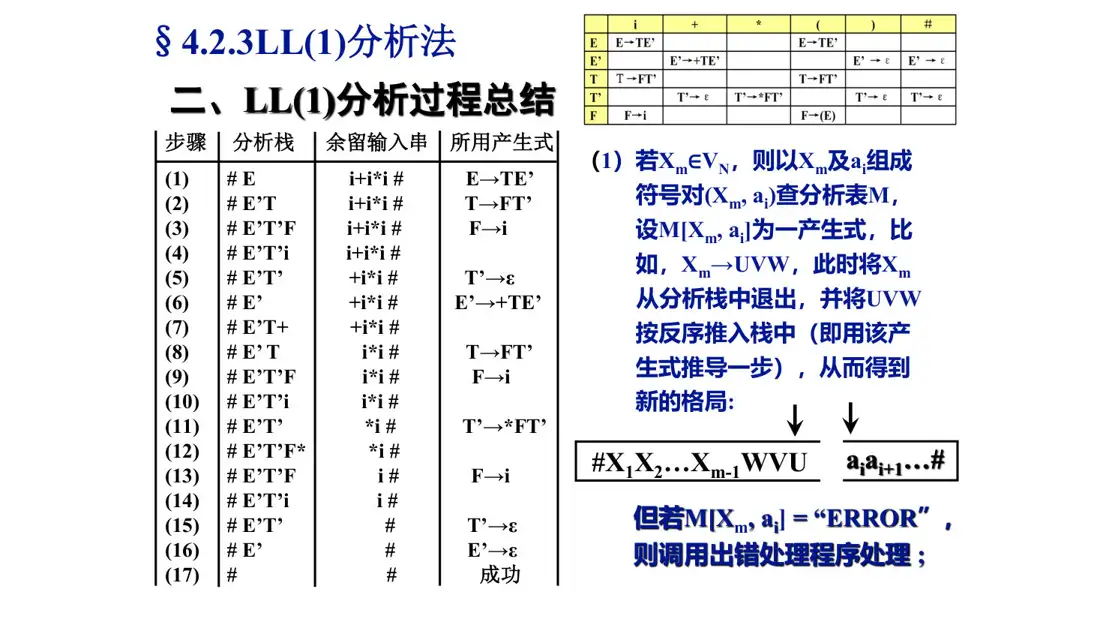 §4.2.3LL(1)分析法
二、LL(1)分析过程总结
步骤 分析栈 余留输入串 所用产生式
(1) # E i+i*i # E→TE’
(2) # E’T i+i*i # T→FT’
(3) # E’T’F i+i*i # F→i
(4) # E’T’i i+i*i #
(5) # E’T’ +i*i # T’→ε
(6) # E’ +i*i # E’→+TE’
(7) # E’T+ +i*i #
(8) # E’ T i*i # T→FT’
(9) # E’T’F i*i # F→i
(10) # E’T’i i*i #
(11) # E’T’ *i # T’→*FT’
(12) # E’T’F* *i #
(13) # E’T’F i # F→i
(14) # E’T’i i #
(15) # E’T’ # T’→ε
(16) # E’ # E’→ε
(17) # # 成功
i + * ( ) #
E E→TE’ E→TE’
E’ E’→+TE’ E’ → ε E’ → ε
T T→FT’ T→FT’
T’ T’→ ε T’→*FT’ T’→ ε T’→ ε
F F→i F→(E)
（1）若Xm∈VN，则以Xm及ai组成
符号对(Xm, ai)查分析表M，
设M[Xm, ai]为一产生式，比
如，Xm→UVW，此时将Xm
从分析栈中退出，并将UVW
按反序推入栈中（即用该产
生式推导一步），从而得到
新的格局:
#X1X2…Xm-1WVU aiai+1…#
但若M[Xm, ai] = “ERROR”，
则调用出错处理程序处理；